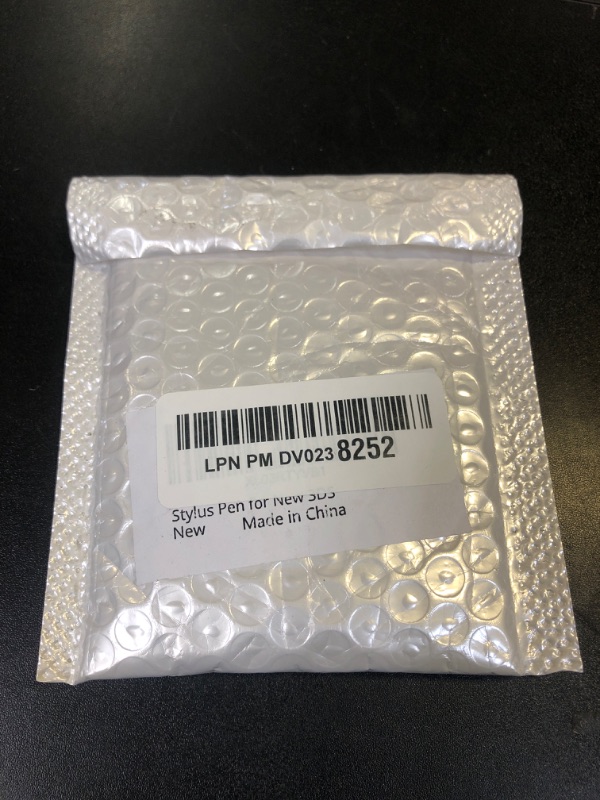 LPN PM DV023 8252
Stylus Pen for New 3DS
New Made in China